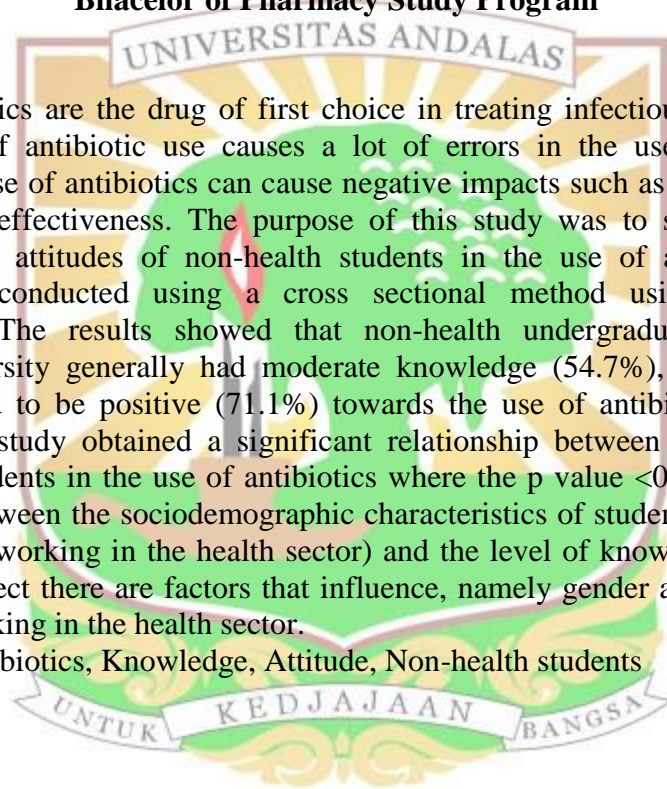 Bhacelor of Pharmacy Study Program
UNIVERSITAS ANDALAS
ics are the drug of first choice in treating infectiou
f antibiotic use causes a lot of errors in the use
se of antibiotics can cause negative impacts such as
effectiveness. The purpose of this study was to s
attitudes of non-health students in the use of a
conducted using a cross sectional method usi
The results showed that non-health undergradu
rsity generally had moderate knowledge (54.7%),
l to be positive (71.1%) towards the use of antibi
study obtained a significant relationship between
dents in the use of antibiotics where the p value <0
ween the sociodemographic characteristics of studen
working in the health sector) and the level of know
ect there are factors that influence, namely gender a
king in the health sector.
biotics, Knowledge, Attitude, Non-health students
UNTUK KEDJAJAAN BANGSA